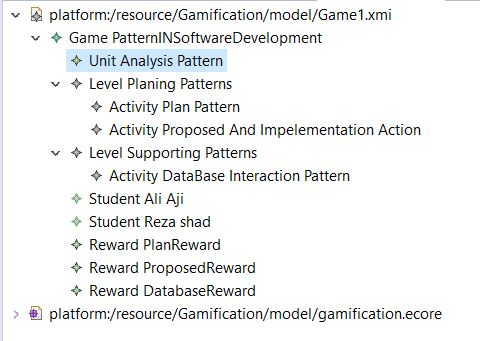 platform:/resource/Gamification/model/Game1.xmi
Game PatternINSoftwareDevelopment
Unit Analysis Pattern
Level Planing Patterns
Activity Plan Pattern
Activity Proposed And Impelementation Action
Level Supporting Patterns
Activity DataBase Interaction Pattern
Student Ali Aji
Student Reza shad
Reward PlanReward
Reward ProposedReward
Reward DatabaseReward
platform:/resource/Gamification/model/gamification.ecore